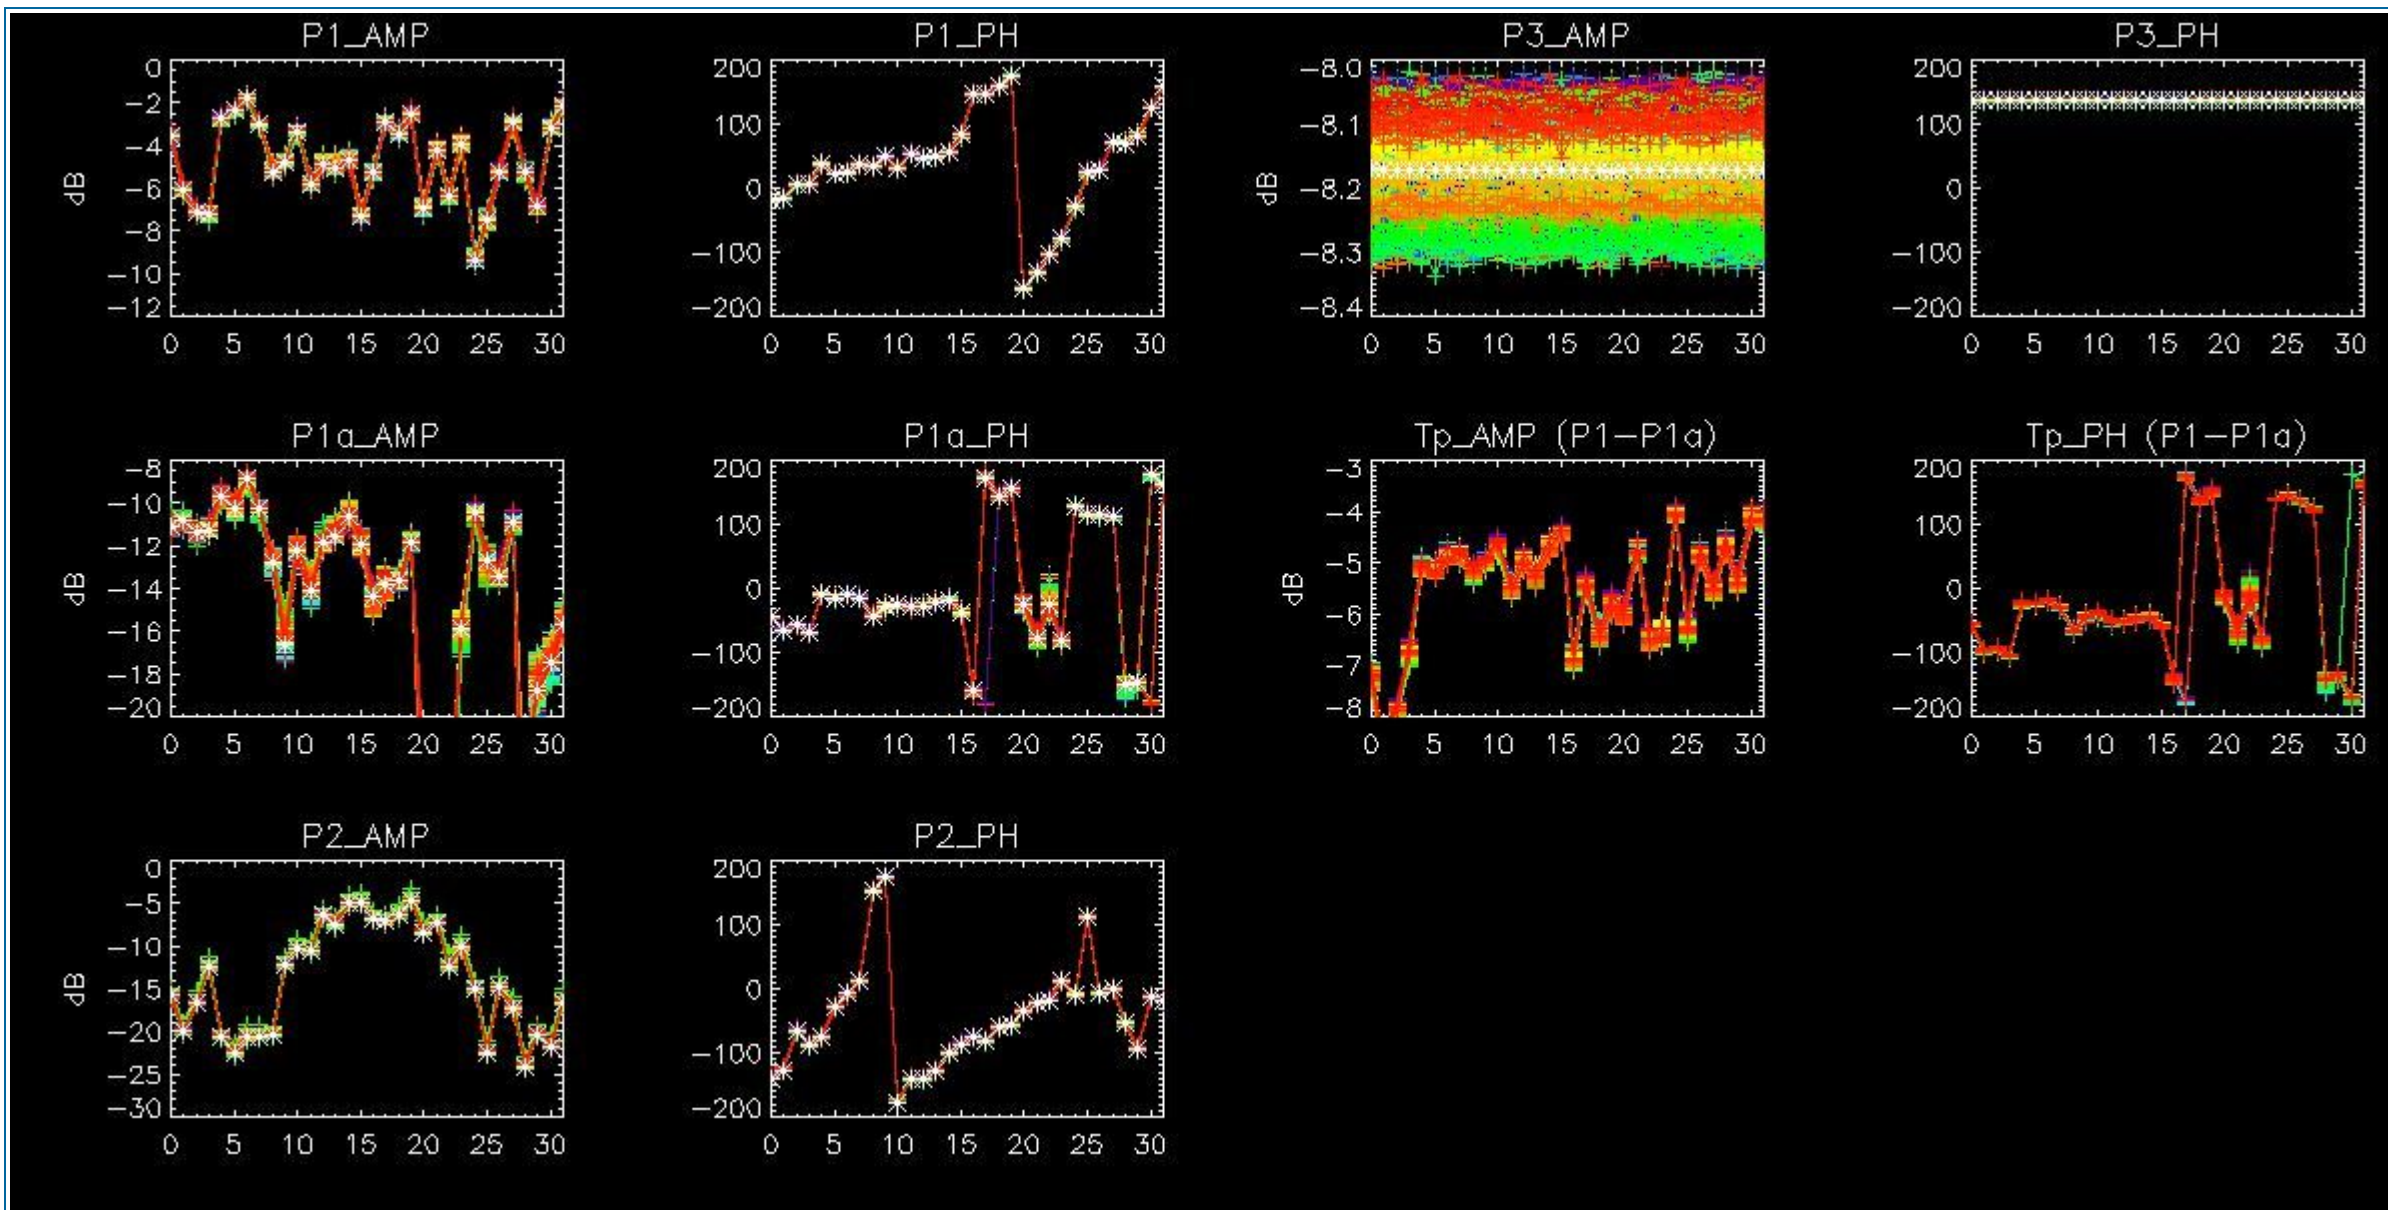 P1_AMP P1_PH P3_AMP P3_PH
0 200 -8.0 200
-2
-4 100 -8.1 100
dB -6 0 dB -8.2 0
-8
-10 -100 -8.3 -100
-12 -200 -8.4 -200
0 5 10 15 20 25 30 0 5 10 15 20 25 30 0 5 10 15 20 25 30 0 5 10 15 20 25 30
P1a_AMP P1a_PH Tp_AMP (P1-P1a) Tp_PH (P1-P1a)
-8 200 -3 200
-10 100 -4 100
-12 -5
dB -14 0 dB 0
-16 -100 -6 -100
-18 -7
-20 -200 -8 -200
0 5 10 15 20 25 30 0 5 10 15 20 25 30 0 5 10 15 20 25 30 0 5 10 15 20 25 30
P2_AMP P2_PH
0 200
-5 100
-10
dB -15 0
-20 -100
-25
-30 -200
0 5 10 15 20 25 30 0 5 10 15 20 25 30